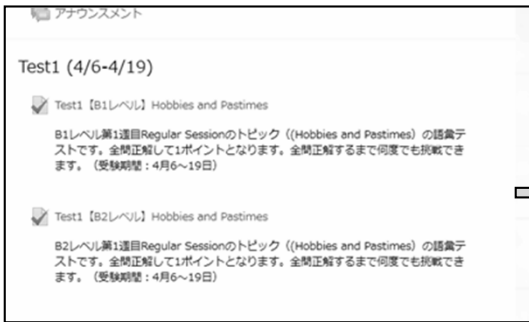 アナウンスメント
Test1 (4/6-4/19)
Test1【B1レベル】Hobbies and Pastimes
B1レベル第1週目Regular Sessionのトピック（(Hobbies and Pastimes）の語彙テ
ストです。全問正解して1ポイントとなります。全問正解するまで何度でも挑戦でき
ます。（受験期間：4月6～19日）
Test1【B2レベル】Hobbies and Pastimes
B2レベル第1週目Regular Sessionのトピック（(Hobbies and Pastimes）の語彙テ
ストです。全問正解して1ポイントとなります。全問正解するまで何度でも挑戦でき
ます。（受験期間：4月6～19日）